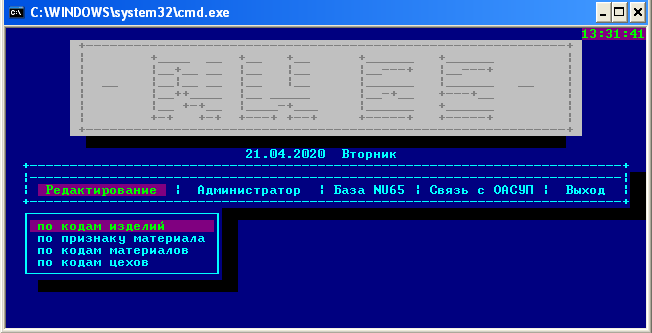 C:\WINDOWS\system32\cmd.exe
13:31:41
21.04.2020 Вторник
Редактирование | Администратор | База NU65 | Связь с ОАСУП | Выход
по кодам изделий
по признаку материала
по кодам материалов
по кодам цехов